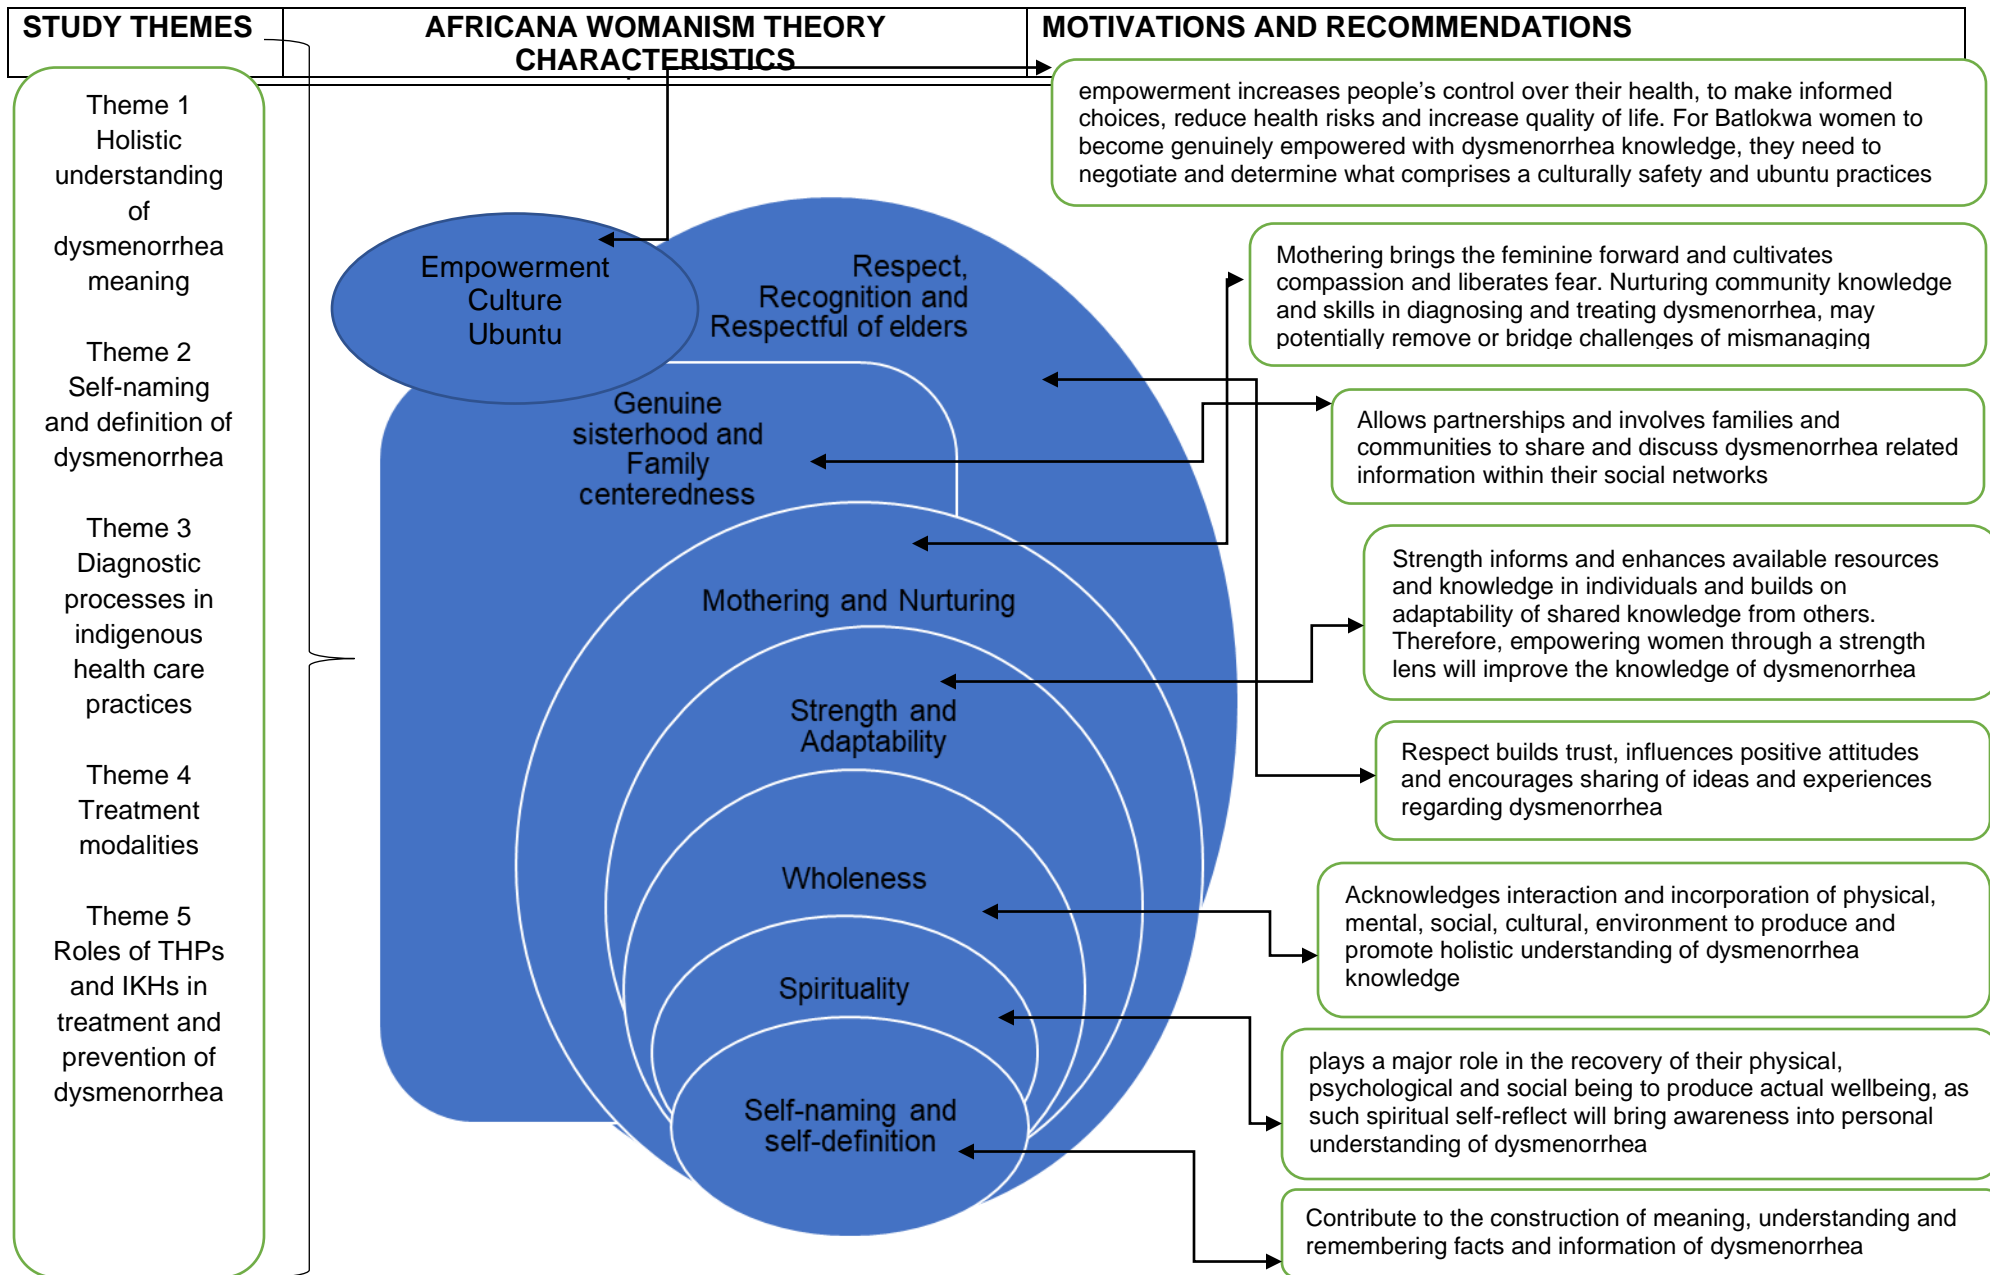 STUDY THEMES
AFRICANA WOMANISM THEORY
CHARACTERISTICS
MOTIVATIONS AND RECOMMENDATIONS
Theme 1
Holistic
understanding
of
dysmenorrhea
meaning
Theme 2
Self-naming
and definition of
dysmenorrhea
Theme 3
Diagnostic
processes in
indigenous
health care
practices
Theme 4
Treatment
modalities
Theme 5
Roles of THPs
and IKHs in
treatment and
prevention of
dysmenorrhea
Empowerment
Culture
Ubuntu
Respect,
Recognition and
Respectful of elders
Genuine
sisterhood and
Family
centeredness
Mothering and Nurturing
Strength and
Adaptability
Wholeness
Spirituality
Self-naming and
self-definition
empowerment increases people’s control over their health, to make informed
choices, reduce health risks and increase quality of life. For Batlokwa women to
become genuinely empowered with dysmenorrhea knowledge, they need to
negotiate and determine what comprises a culturally safety and ubuntu practices
Mothering brings the feminine forward and cultivates
compassion and liberates fear. Nurturing community knowledge
and skills in diagnosing and treating dysmenorrhea, may
potentially remove or bridge challenges of mismanaging
Allows partnerships and involves families and
communities to share and discuss dysmenorrhea related
information within their social networks
Strength informs and enhances available resources
and knowledge in individuals and builds on
adaptability of shared knowledge from others.
Therefore, empowering women through a strength
lens will improve the knowledge of dysmenorrhea
Respect builds trust, influences positive attitudes
and encourages sharing of ideas and experiences
regarding dysmenorrhea
Acknowledges interaction and incorporation of physical,
mental, social, cultural, environment to produce and
promote holistic understanding of dysmenorrhea
knowledge
plays a major role in the recovery of their physical,
psychological and social being to produce actual wellbeing, as
such spiritual self-reflect will bring awareness into personal
understanding of dysmenorrhea
Contribute to the construction of meaning, understanding and
remembering facts and information of dysmenorrhea